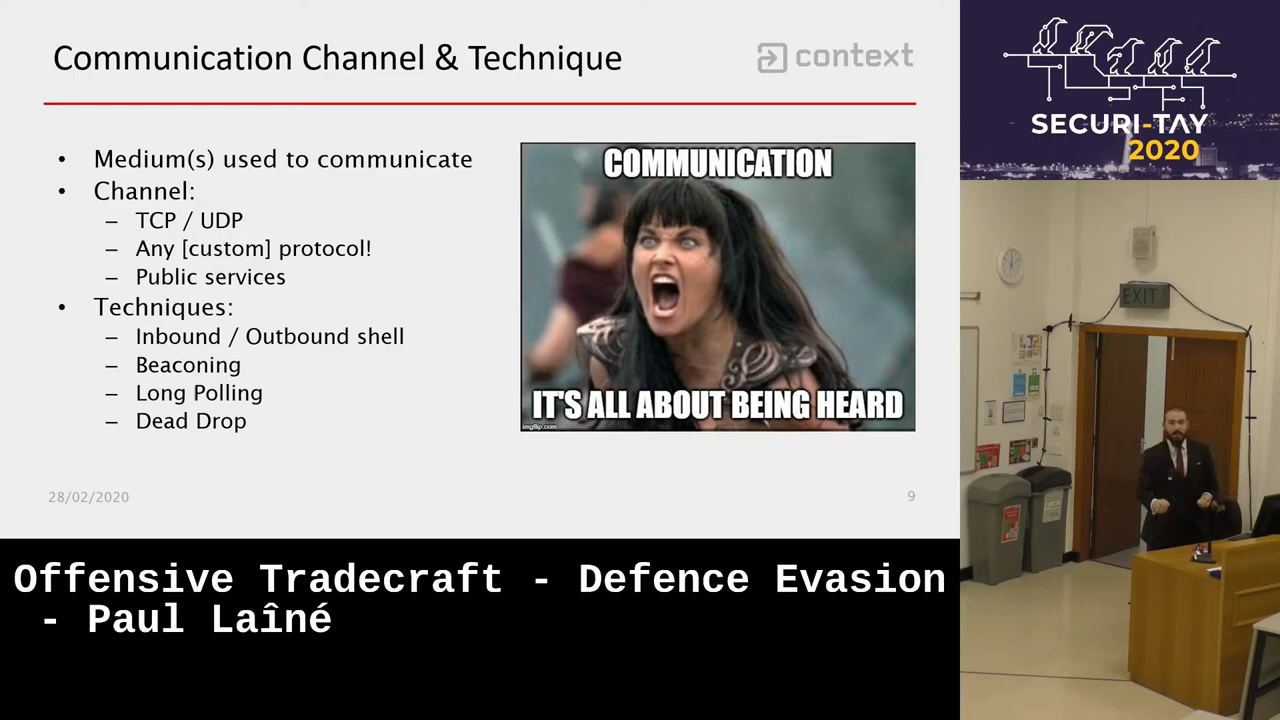 Communication Channel & Technique
context
• Medium(s) used to communicate
• Channel:
– TCP / UDP
– Any [custom] protocol!
– Public services
• Techniques:
– Inbound / Outbound shell
– Beaconing
– Long Polling
– Dead Drop
COMMUNICATION
IT'S ALL ABOUT BEING HEARD
imgflip.com
28/02/2020
9
SECURI-TAY
2020
EXIT
Offensive Tradecraft - Defence Evasion
- Paul Laîné